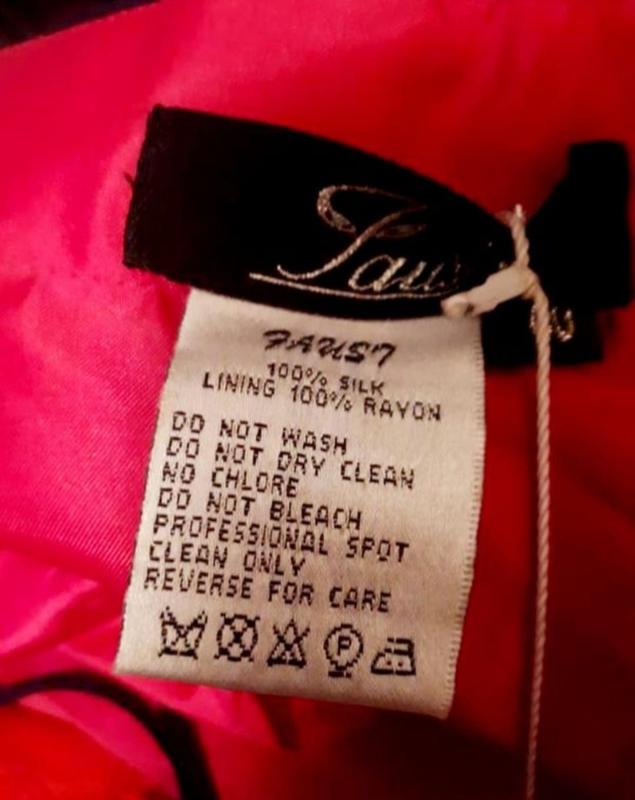 FAUST
100% SILK
LINING 100% RAYON
DO NOT WASH
DO NOT DRY CLEAN
NO CHLORE
DO NOT BLEACH
PROFESSIONAL SPOT
CLEAN ONLY
REVERSE FOR CARE
P